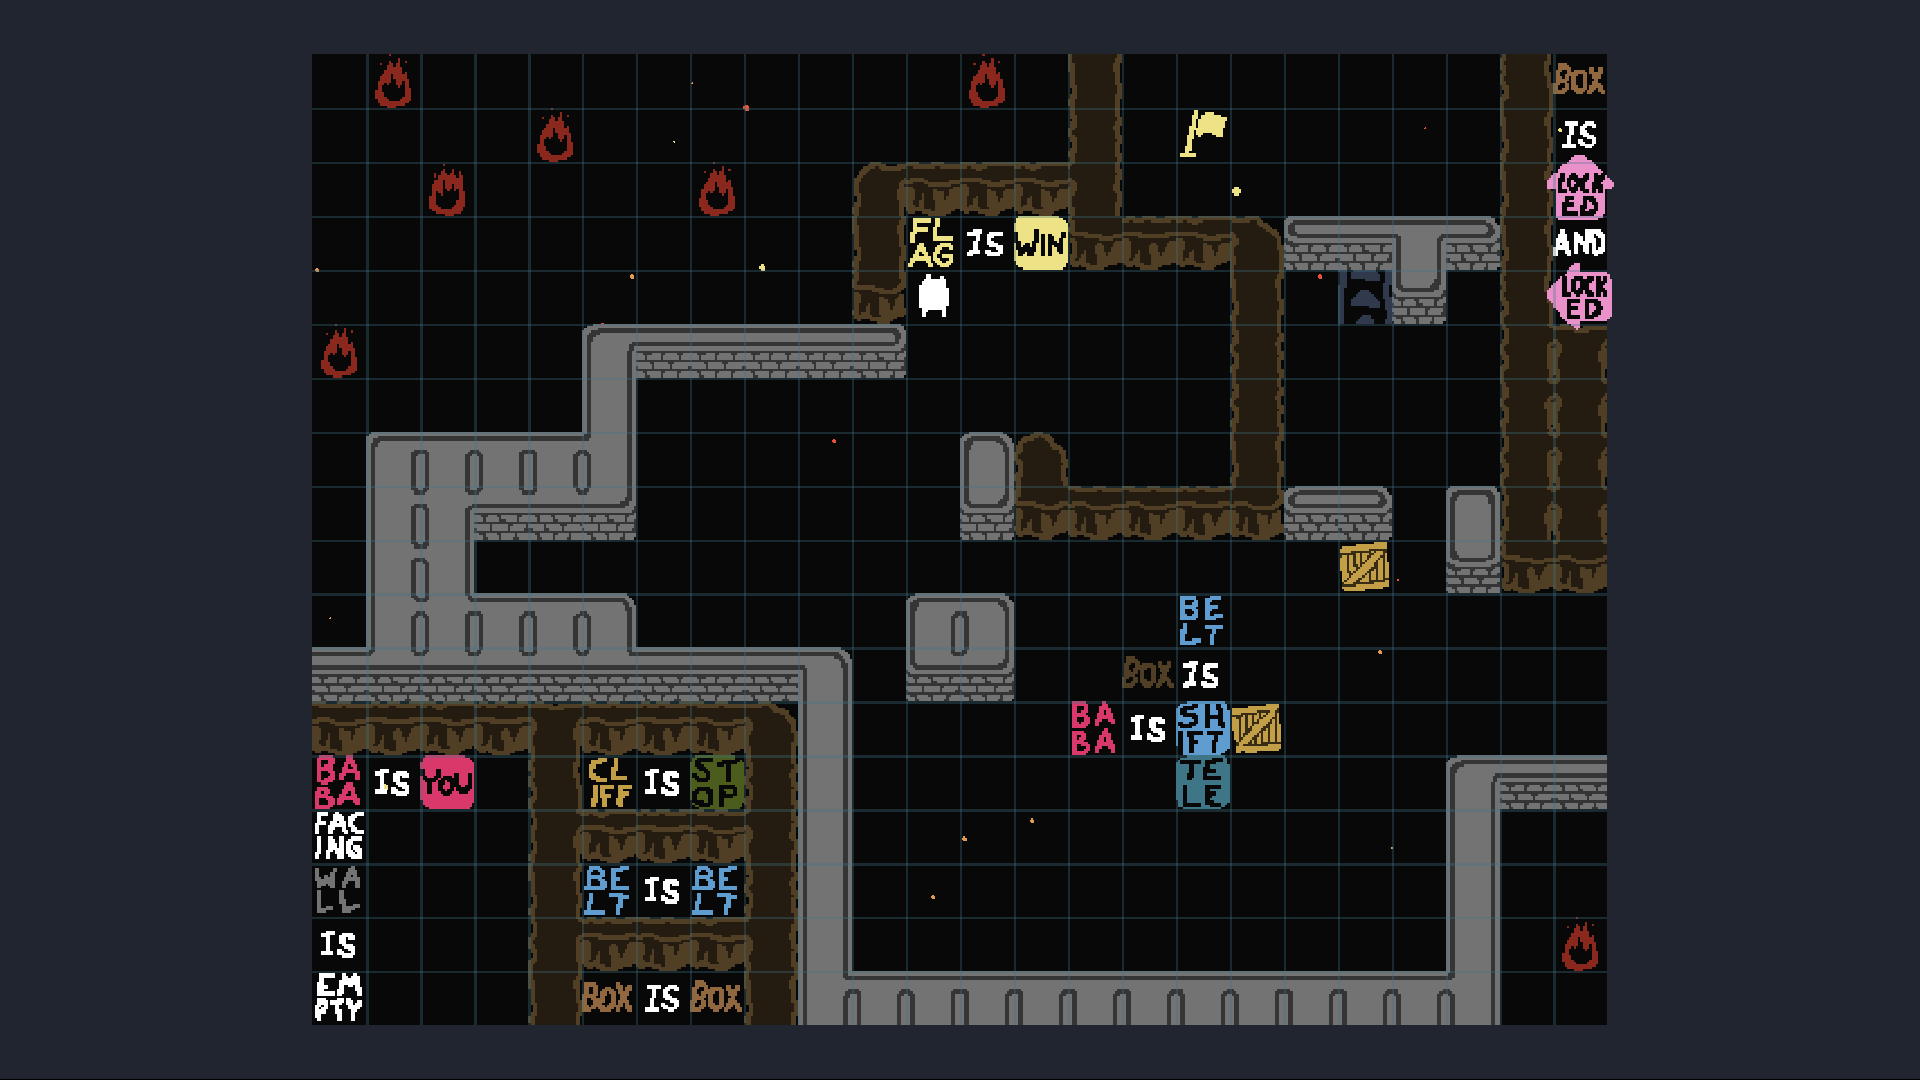 BOX
IS
LOCKED
FLAG IS WIN
AND
LOCKED
BELT
BOX IS
BABA IS SHIFT
BABA IS YOU
CLIFF IS STOP
TELE
FACING
WALL
BELT IS BELT
IS
EMPTY
BOX IS BOX